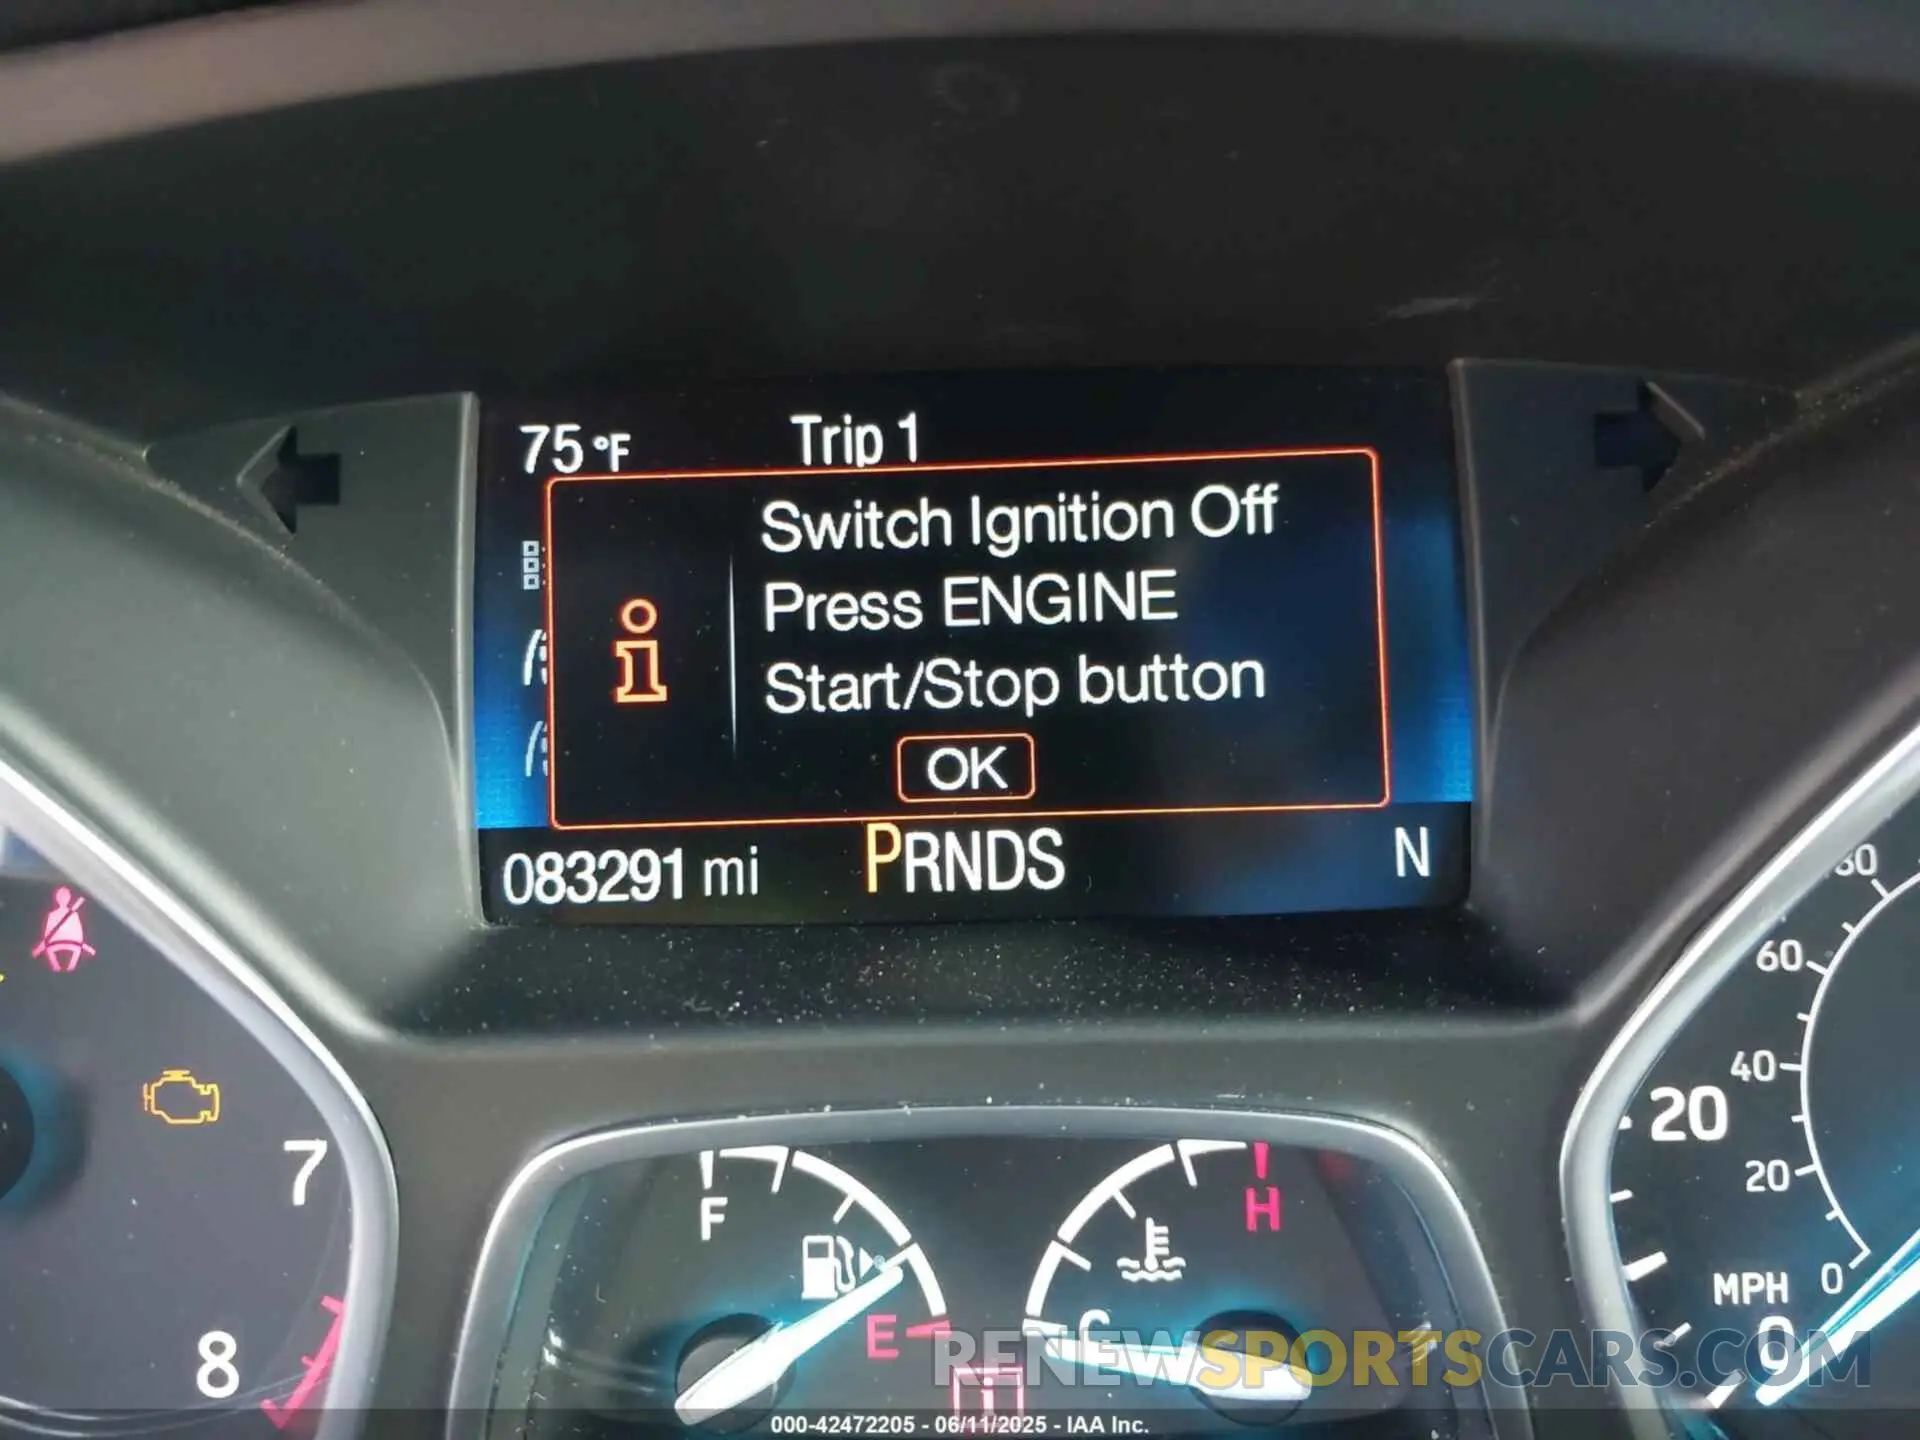 75 °F Trip 1
Switch Ignition Off
Press ENGINE
Start/Stop button
OK
083291 mi PRNDS N
80
60
40
20
20
0
MPH
0
7
8
F
E
H
C
RENEWSPORTSCARS.COM
000-42472205 - 06/11/2025 - IAA Inc.